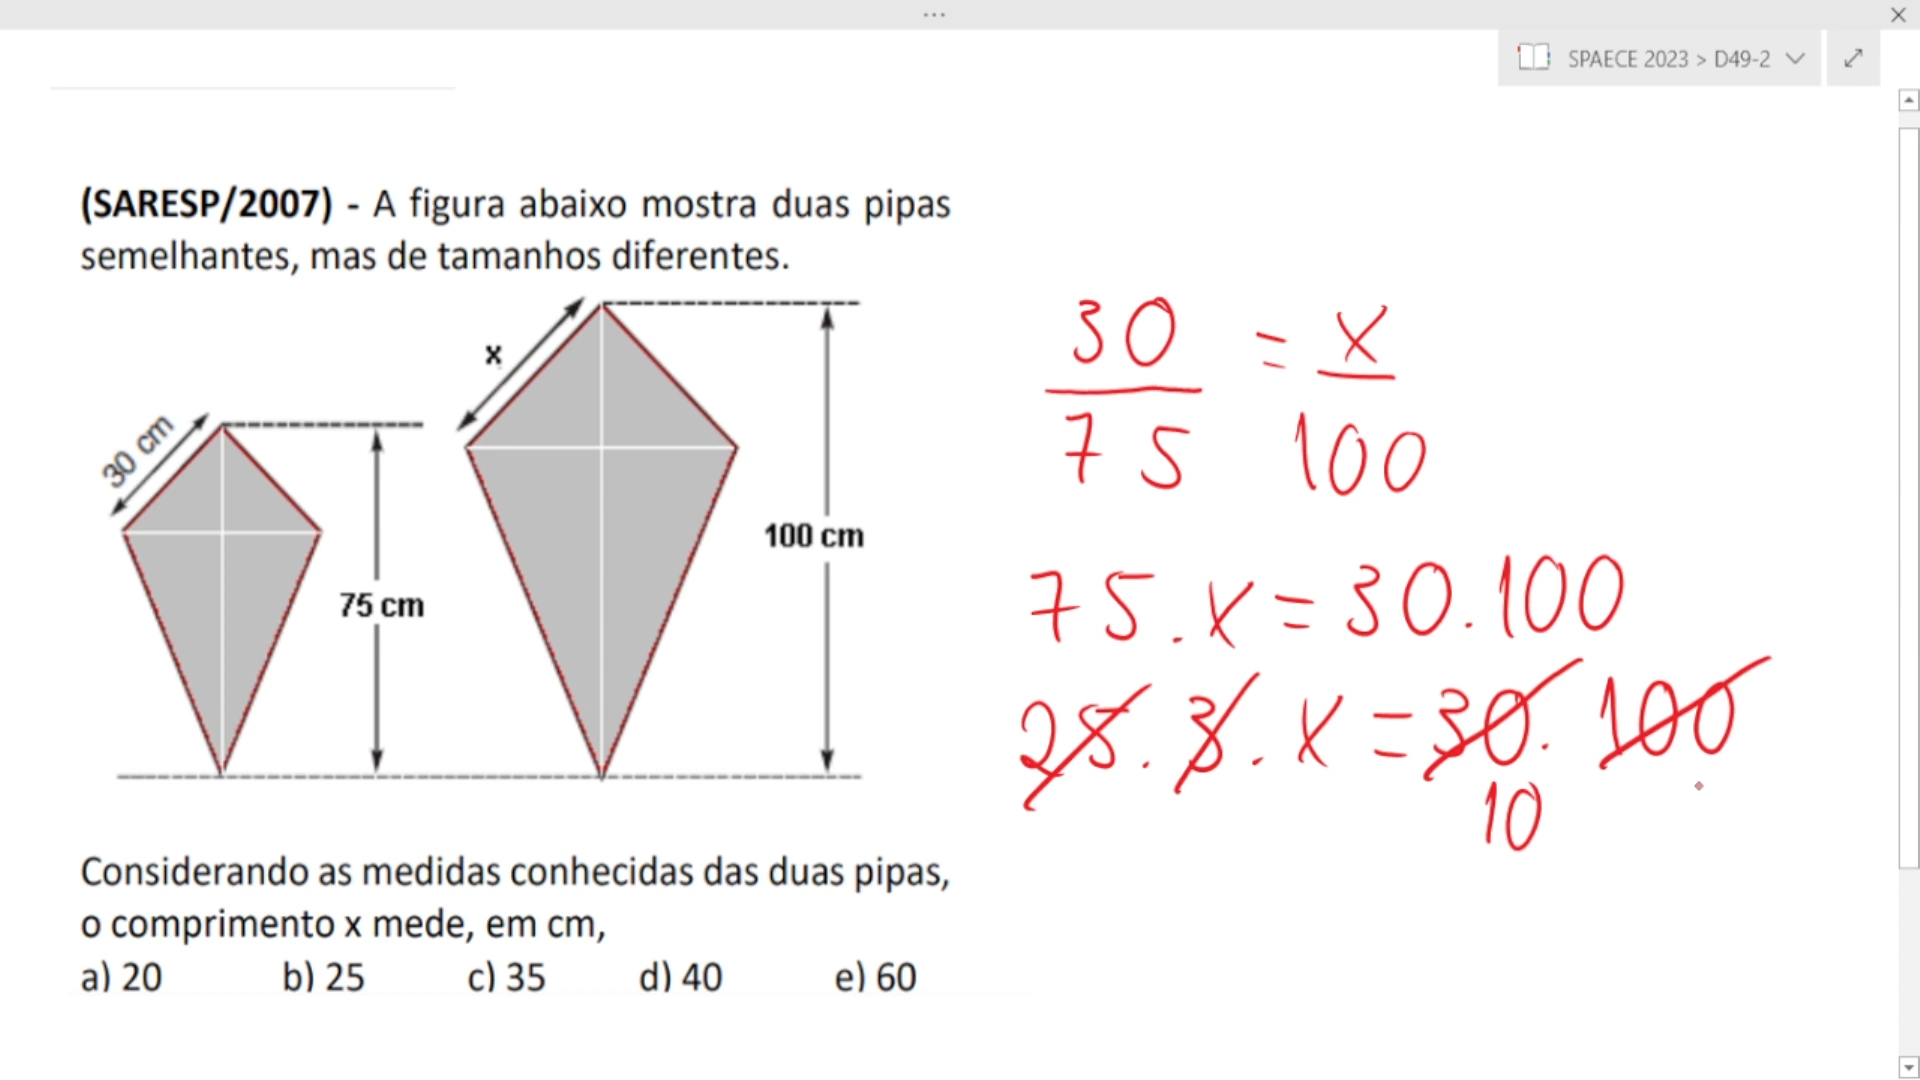 SPAECE 2023 > D49-2
(SARESP/2007) - A figura abaixo mostra duas pipas
semelhantes, mas de tamanhos diferentes.
30 cm
75 cm
x
100 cm
Considerando as medidas conhecidas das duas pipas,
o comprimento x mede, em cm,
a) 20 b) 25 c) 35 d) 40 e) 60
30 = x
75 100
75 . x = 30 . 100
25 . 3 . x = 30 . 100
10